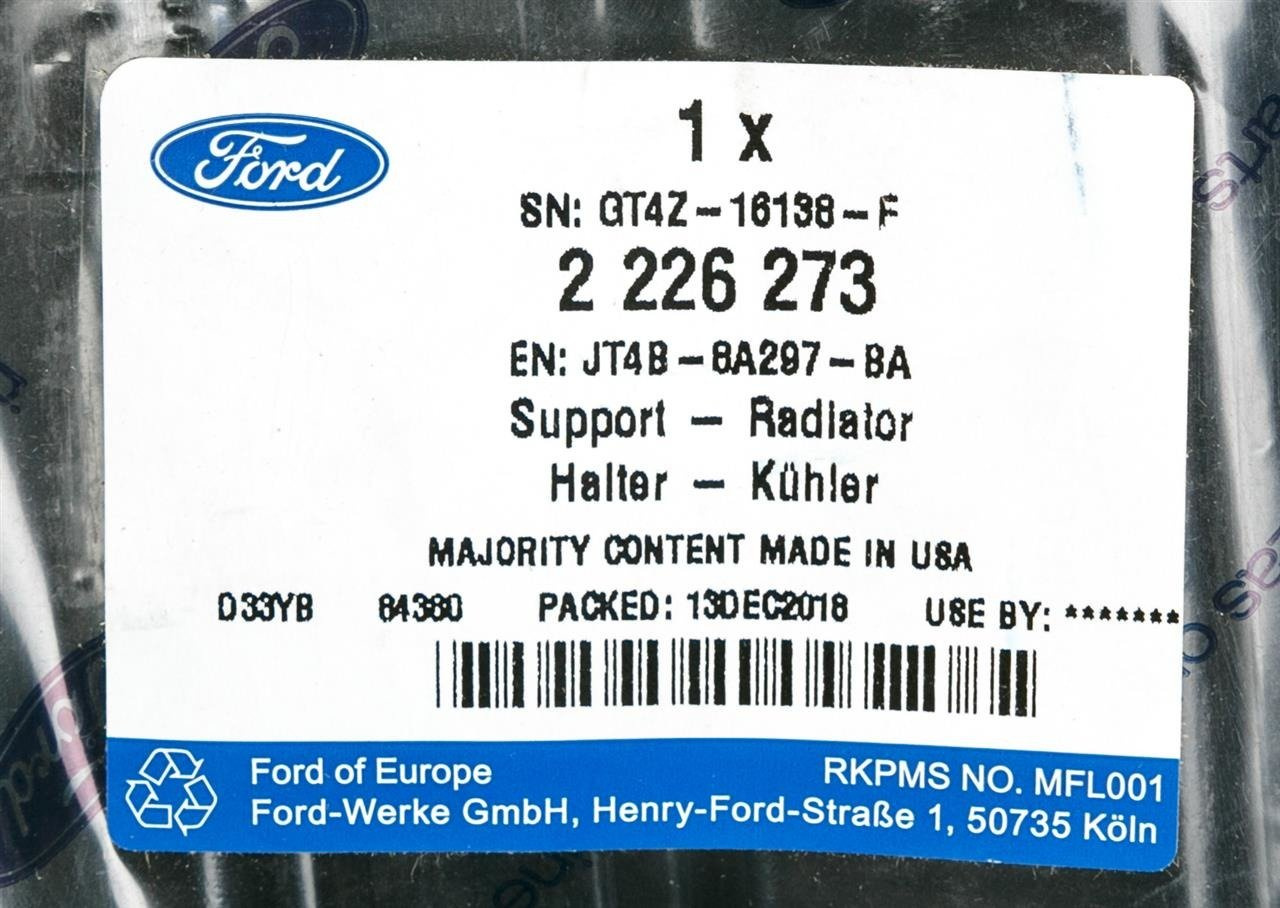 Ford
1 x
SN: GT4Z-16138-F
2 226 273
EN: JT4B-8A297-BA
Support - Radiator
Halter - Kühler
MAJORITY CONTENT MADE IN USA
D33YB 84380 PACKED: 13DEC2018 USE BY: *******
Ford of Europe RKPMS NO. MFL001
Ford-Werke GmbH, Henry-Ford-Straße 1, 50735 Köln